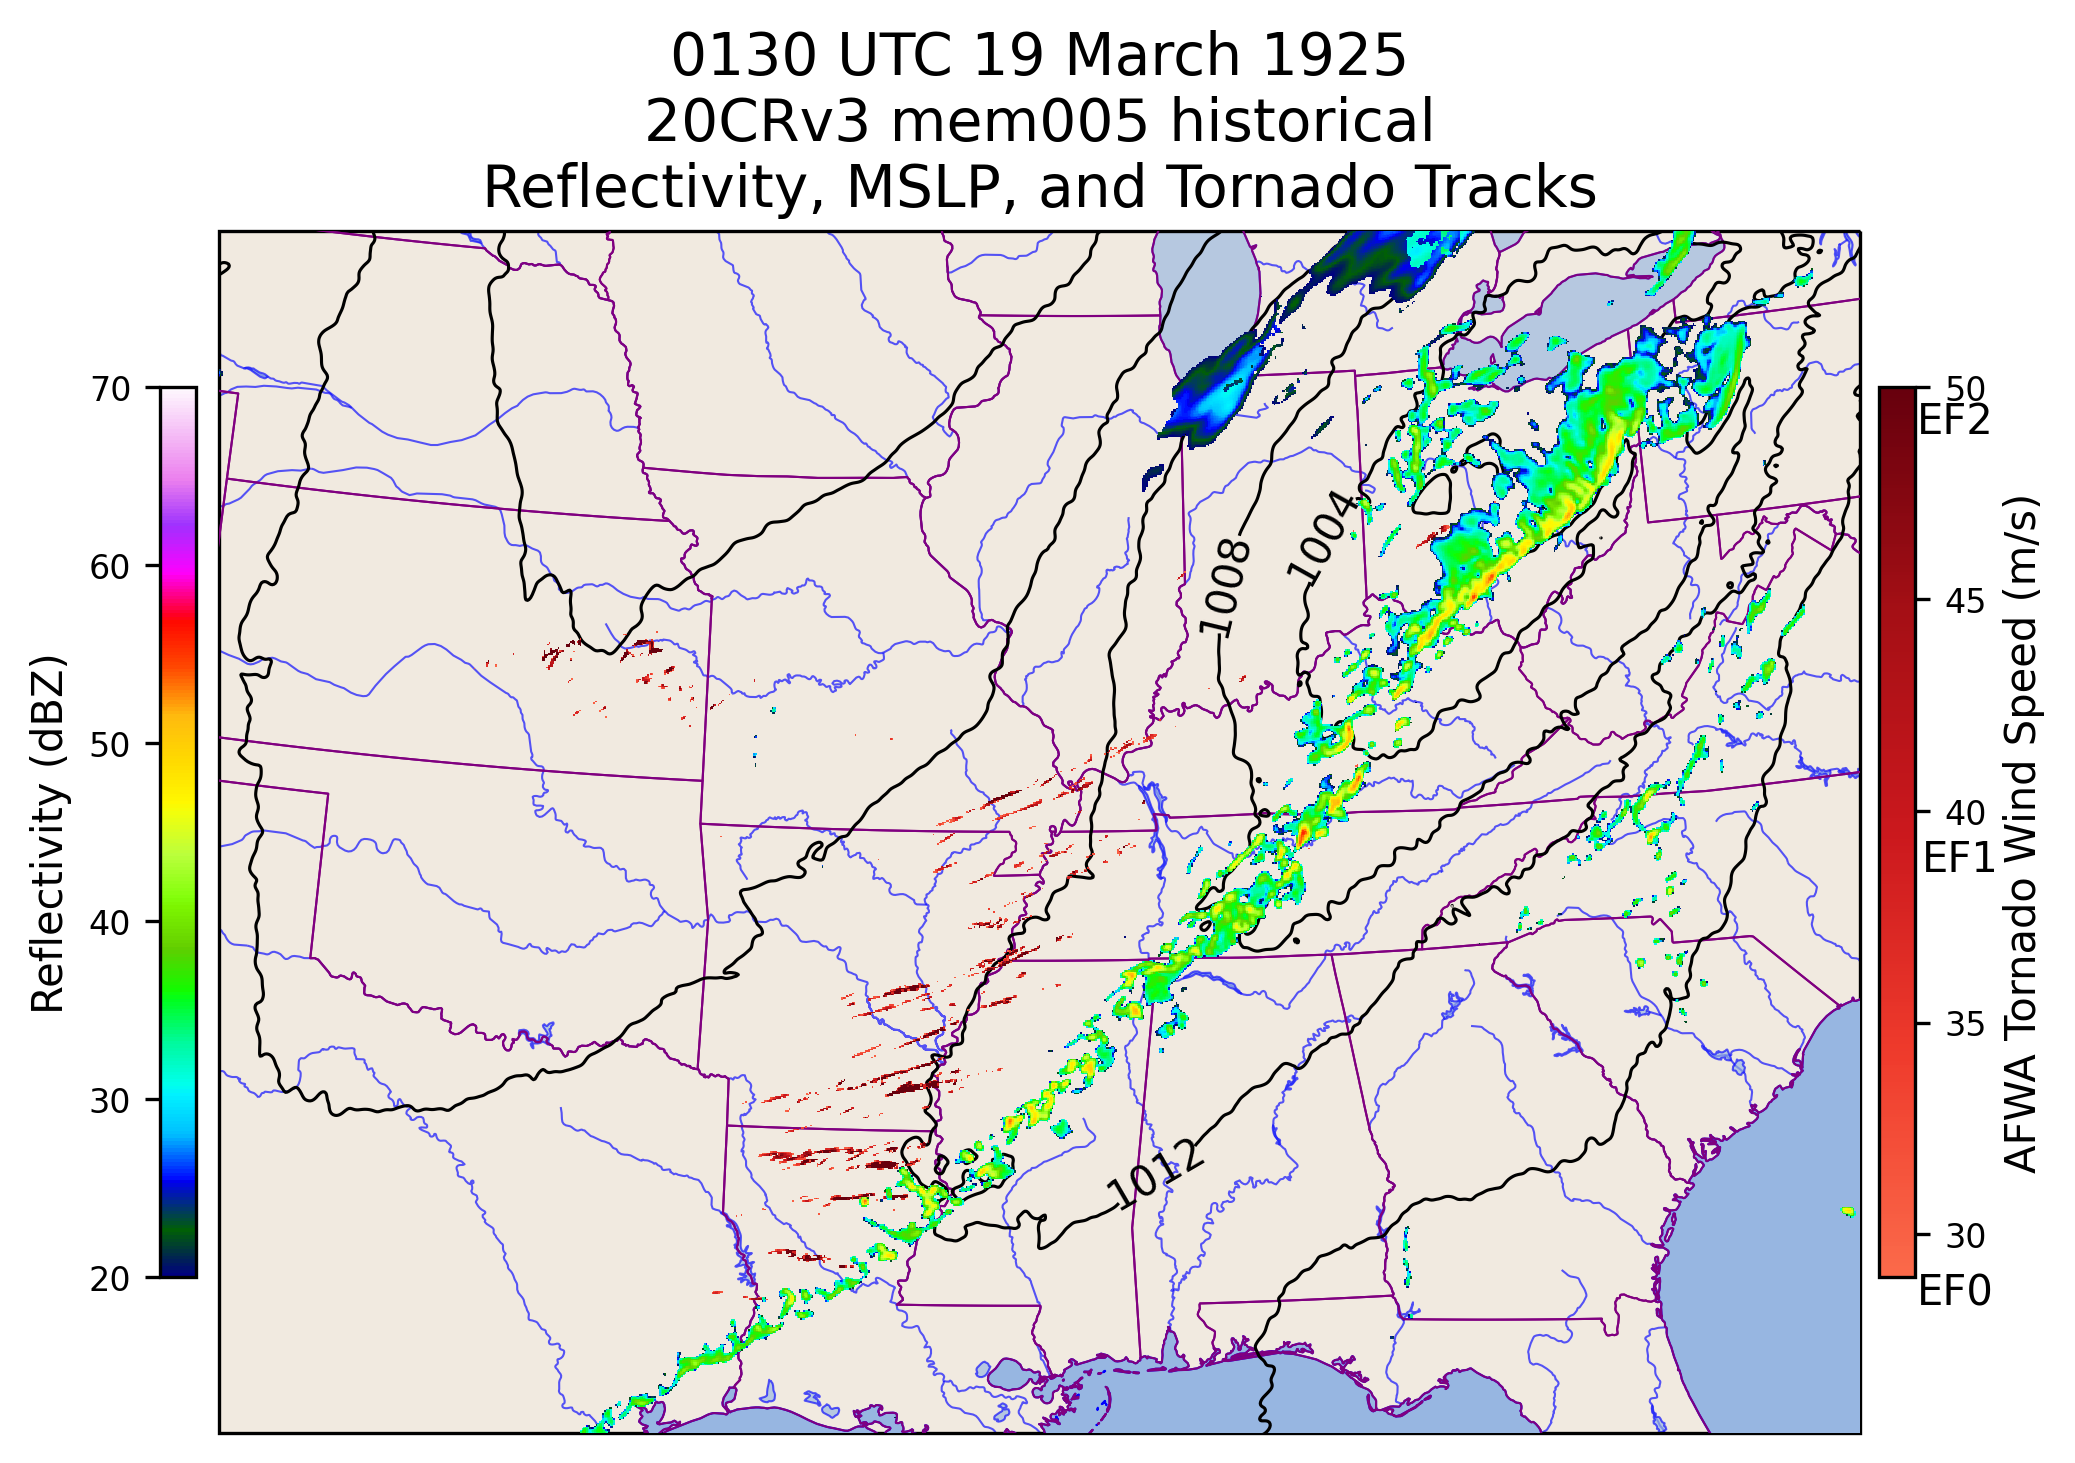 0130 UTC 19 March 1925
20CRv3 mem005 historical
Reflectivity, MSLP, and Tornado Tracks
Reflectivity (dBZ)
70
60
50
40
30
20
1008
1004
1012
50
EF2
45
40
EF1
35
30
EF0
AFWA Tornado Wind Speed (m/s)